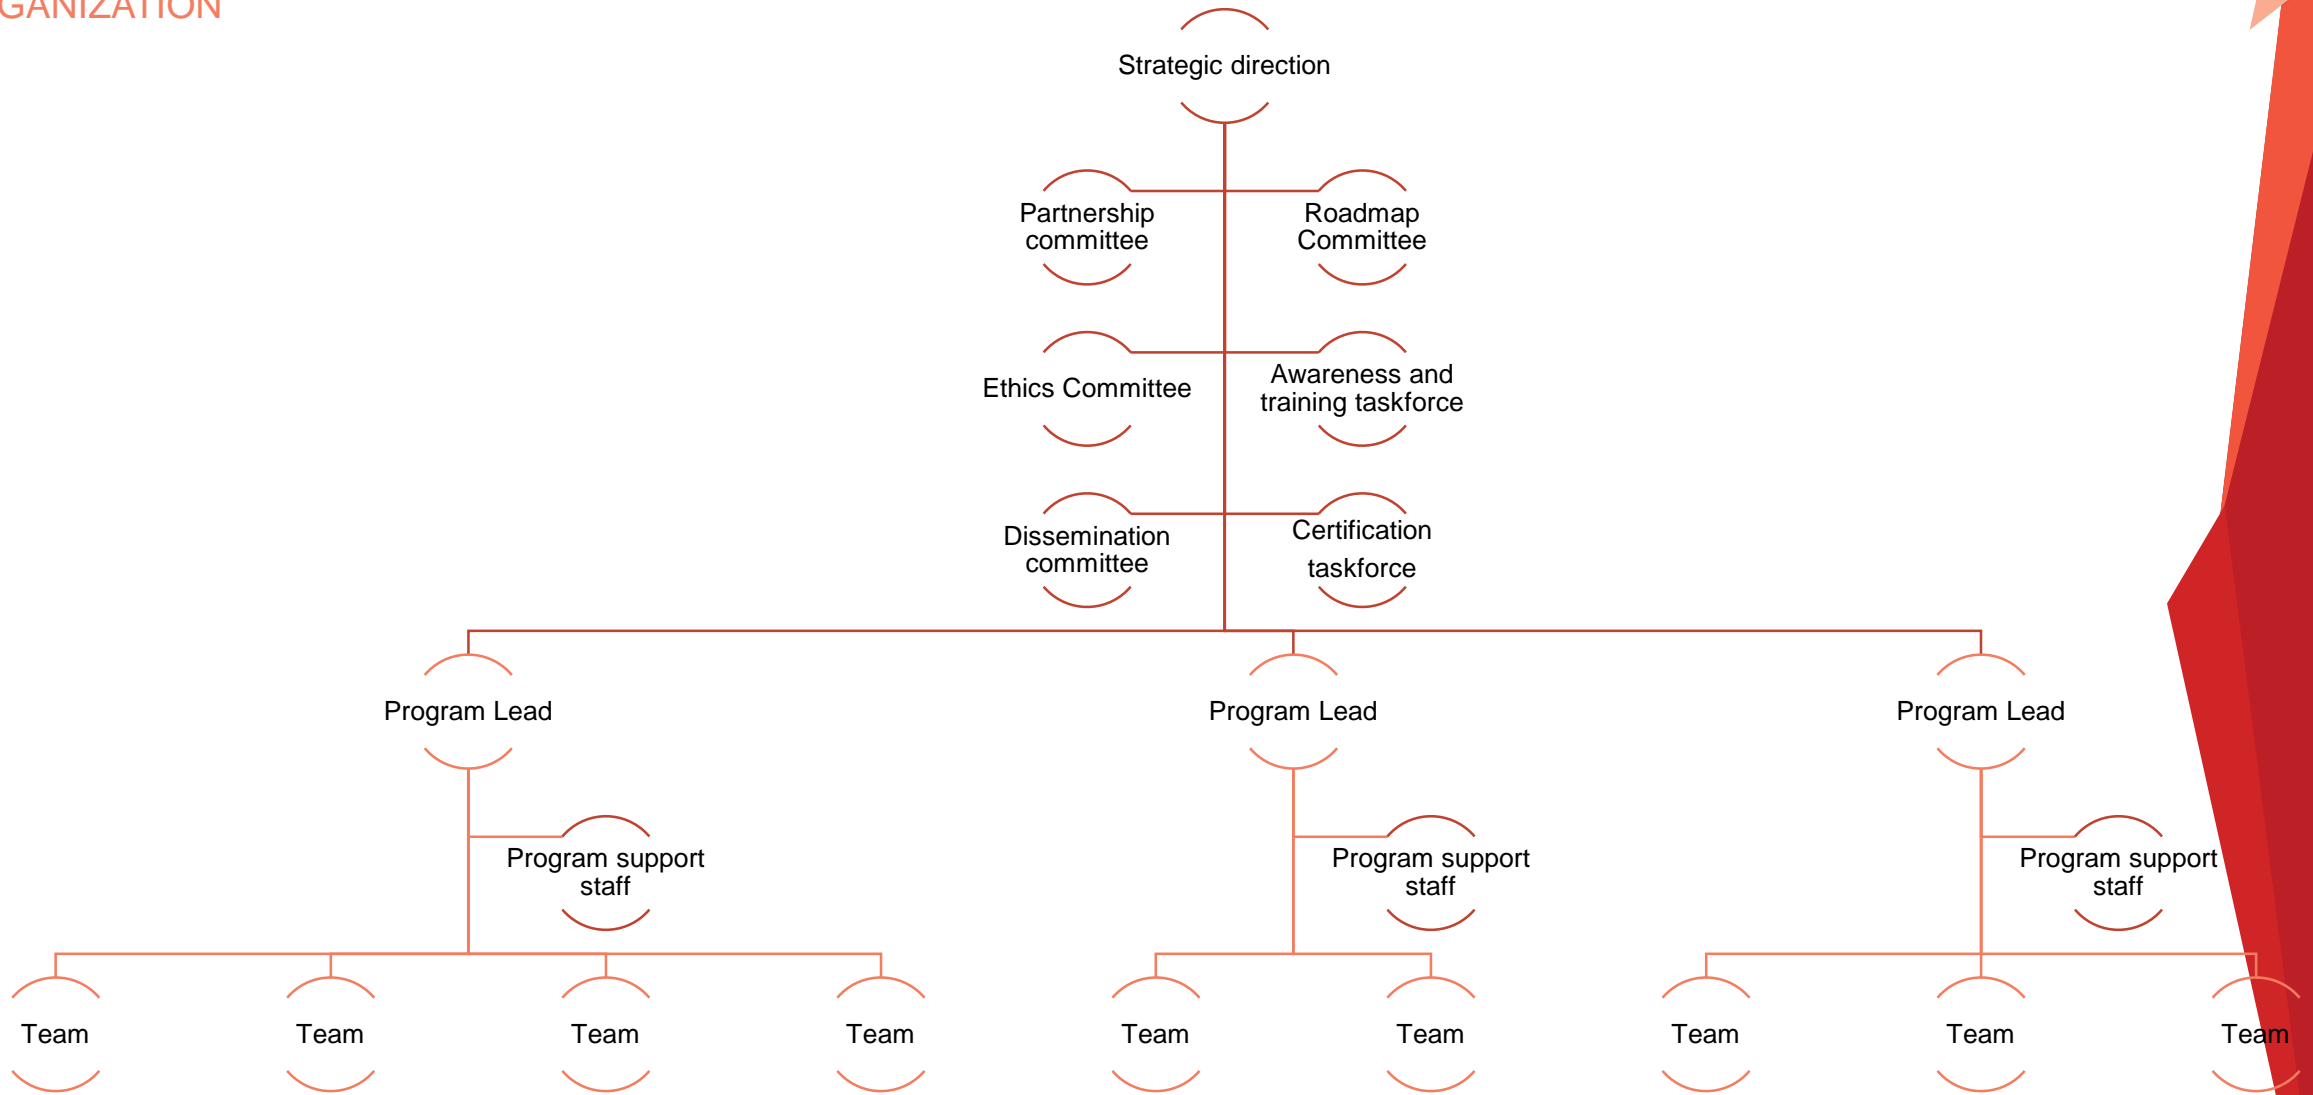 GANIZATION
Strategic direction
Partnership
committee
Roadmap
Committee
Ethics Committee
Awareness and
training taskforce
Dissemination
committee
Certification
taskforce
Program Lead
Program Lead
Program Lead
Program support
staff
Program support
staff
Program support
staff
Team
Team
Team
Team
Team
Team
Team
Team
Team